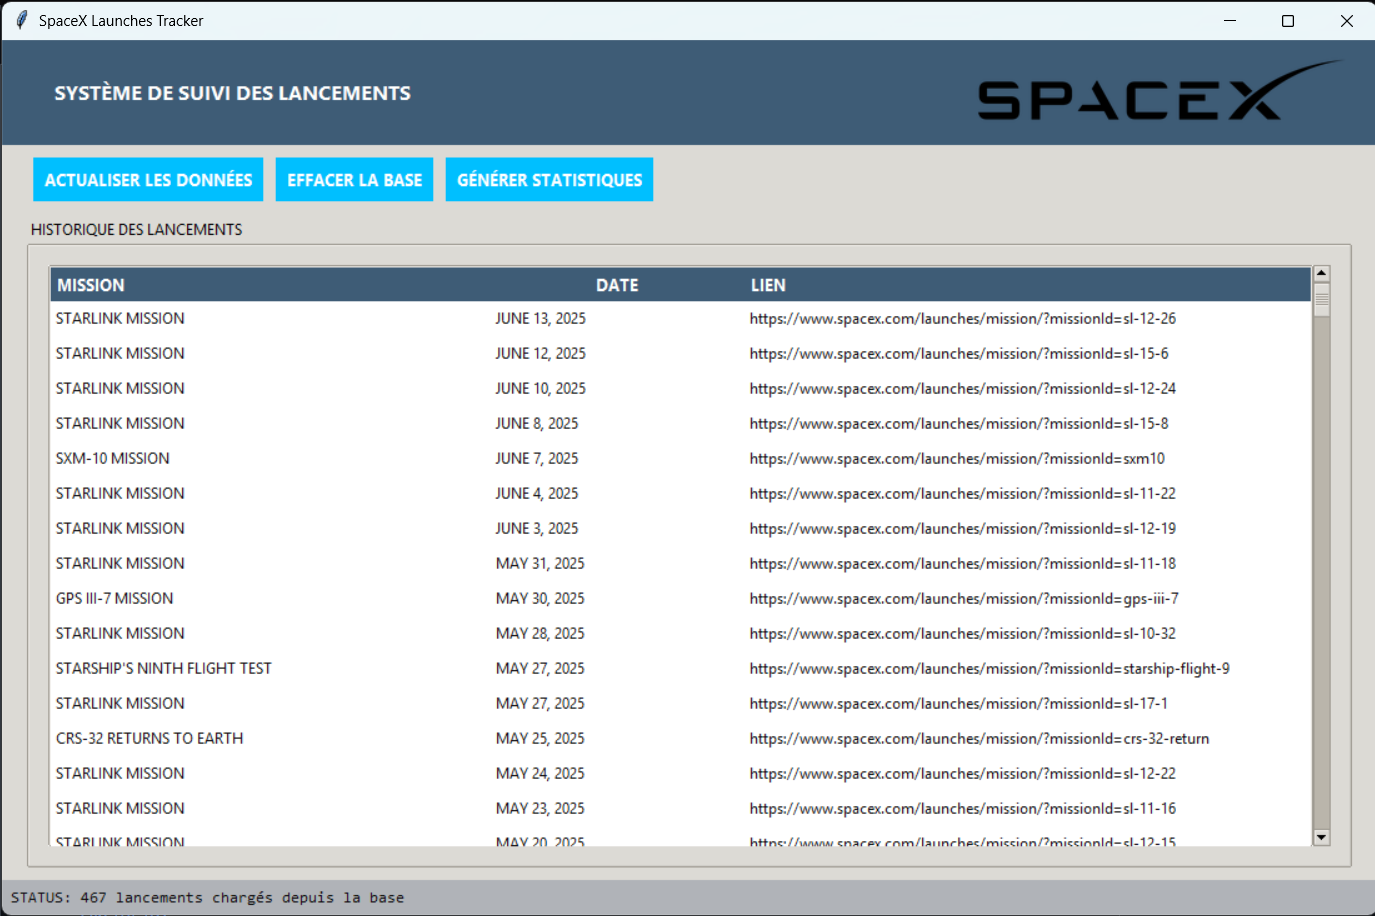 SpaceX Launches Tracker
SYSTÈME DE SUIVI DES LANCEMENTS
SPACEX
ACTUALISER LES DONNÉES EFFACER LA BASE GÉNÉRER STATISTIQUES
HISTORIQUE DES LANCEMENTS
MISSION DATE LIEN
STARLINK MISSION JUNE 13, 2025 https://www.spacex.com/launches/mission/?missionId=sl-12-26
STARLINK MISSION JUNE 12, 2025 https://www.spacex.com/launches/mission/?missionId=sl-15-6
STARLINK MISSION JUNE 10, 2025 https://www.spacex.com/launches/mission/?missionId=sl-12-24
STARLINK MISSION JUNE 8, 2025 https://www.spacex.com/launches/mission/?missionId=sl-15-8
SXM-10 MISSION JUNE 7, 2025 https://www.spacex.com/launches/mission/?missionId=sxm10
STARLINK MISSION JUNE 4, 2025 https://www.spacex.com/launches/mission/?missionId=sl-11-22
STARLINK MISSION JUNE 3, 2025 https://www.spacex.com/launches/mission/?missionId=sl-12-19
STARLINK MISSION MAY 31, 2025 https://www.spacex.com/launches/mission/?missionId=sl-11-18
GPS III-7 MISSION MAY 30, 2025 https://www.spacex.com/launches/mission/?missionId=gps-iii-7
STARLINK MISSION MAY 28, 2025 https://www.spacex.com/launches/mission/?missionId=sl-10-32
STARSHIP'S NINTH FLIGHT TEST MAY 27, 2025 https://www.spacex.com/launches/mission/?missionId=starship-flight-9
STARLINK MISSION MAY 27, 2025 https://www.spacex.com/launches/mission/?missionId=sl-17-1
CRS-32 RETURNS TO EARTH MAY 25, 2025 https://www.spacex.com/launches/mission/?missionId=crs-32-return
STARLINK MISSION MAY 24, 2025 https://www.spacex.com/launches/mission/?missionId=sl-12-22
STARLINK MISSION MAY 23, 2025 https://www.spacex.com/launches/mission/?missionId=sl-11-16
STARLINK MISSION MAY 20, 2025 https://www.spacex.com/launches/mission/?missionId=sl-12-15
STATUS: 467 lancements chargés depuis la base